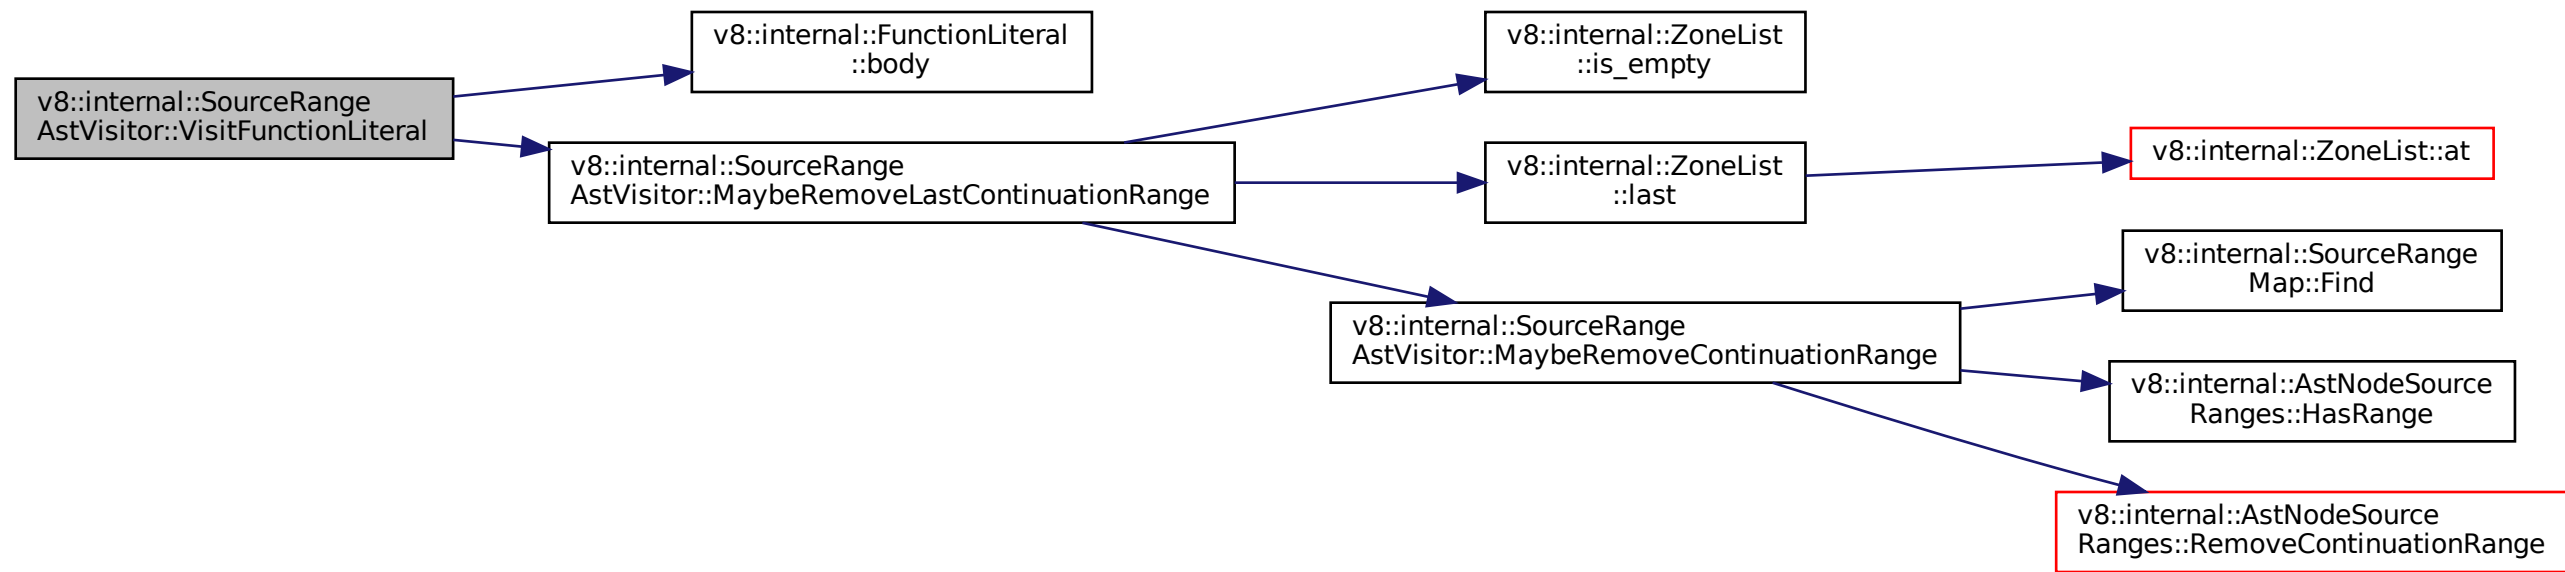 v8::internal::SourceRange
AstVisitor::VisitFunctionLiteral
v8::internal::FunctionLiteral
::body
v8::internal::SourceRange
AstVisitor::MaybeRemoveLastContinuationRange
v8::internal::ZoneList
::is_empty
v8::internal::ZoneList
::last
v8::internal::ZoneList::at
v8::internal::SourceRange
AstVisitor::MaybeRemoveContinuationRange
v8::internal::SourceRange
Map::Find
v8::internal::AstNodeSource
Ranges::HasRange
v8::internal::AstNodeSource
Ranges::RemoveContinuationRange